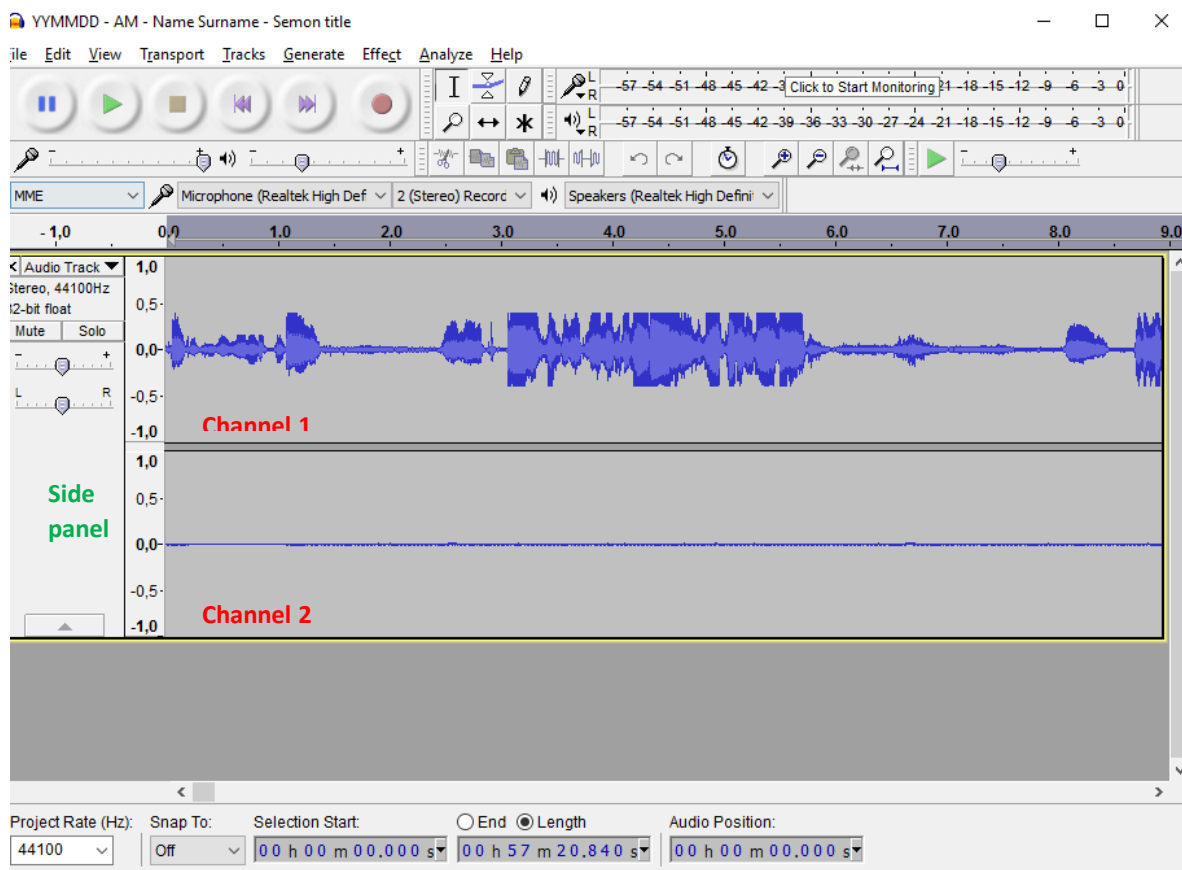 YYMMDD - AM - Name Surname - Semon title
ile Edit View Transport Tracks Generate Effect Analyze Help
L
R
-57 -54 -51 -48 -45 -42 -3 Click to Start Monitoring 21 -18 -15 -12 -9 -6 -3 0
L
R
-57 -54 -51 -48 -45 -42 -39 -36 -33 -30 -27 -24 -21 -18 -15 -12 -9 -6 -3 0
- +
- +
- +
MME Microphone (Realtek High Def 2 (Stereo) Record Speakers (Realtek High Definit
- 1,0 0,0 1.0 2.0 3.0 4.0 5.0 6.0 7.0 8.0 9.0
X Audio Track 1,0
Stereo, 44100Hz
32-bit float 0,5
Mute Solo
- + 0,0
L R -0,5
Channel 1
-1,0
1,0
Side panel
0,5
0,0
-0,5
Channel 2
-1,0
Project Rate (Hz): Snap To: Selection Start: End Length Audio Position:
44100 Off 00 h 00 m 00.000 s 00 h 57 m 20.840 s 00 h 00 m 00.000 s